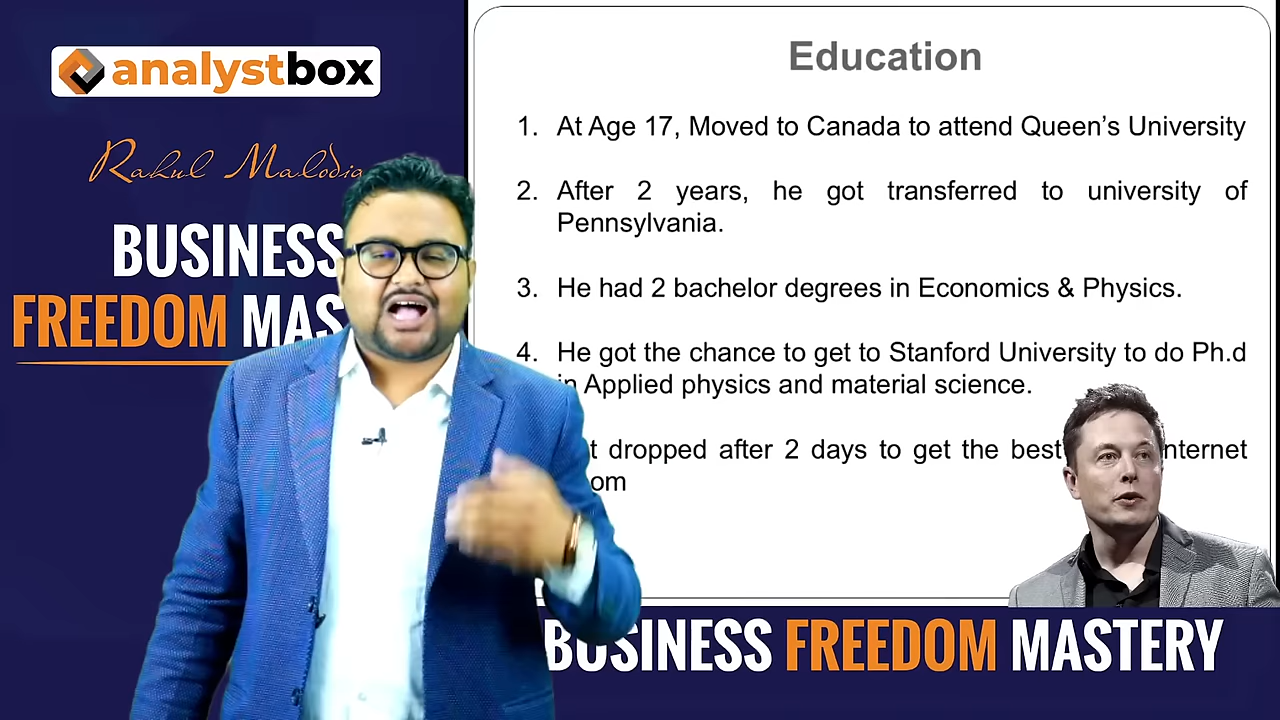 analystbox
Rahul Malodia
BUSINESS
FREEDOM MAS
Education
1. At Age 17, Moved to Canada to attend Queen’s University
2. After 2 years, he got transferred to university of
Pennsylvania.
3. He had 2 bachelor degrees in Economics & Physics.
4. He got the chance to get to Stanford University to do Ph.d
in Applied physics and material science.
dropped after 2 days to get the best nternet
oom
BUSINESS FREEDOM MASTERY